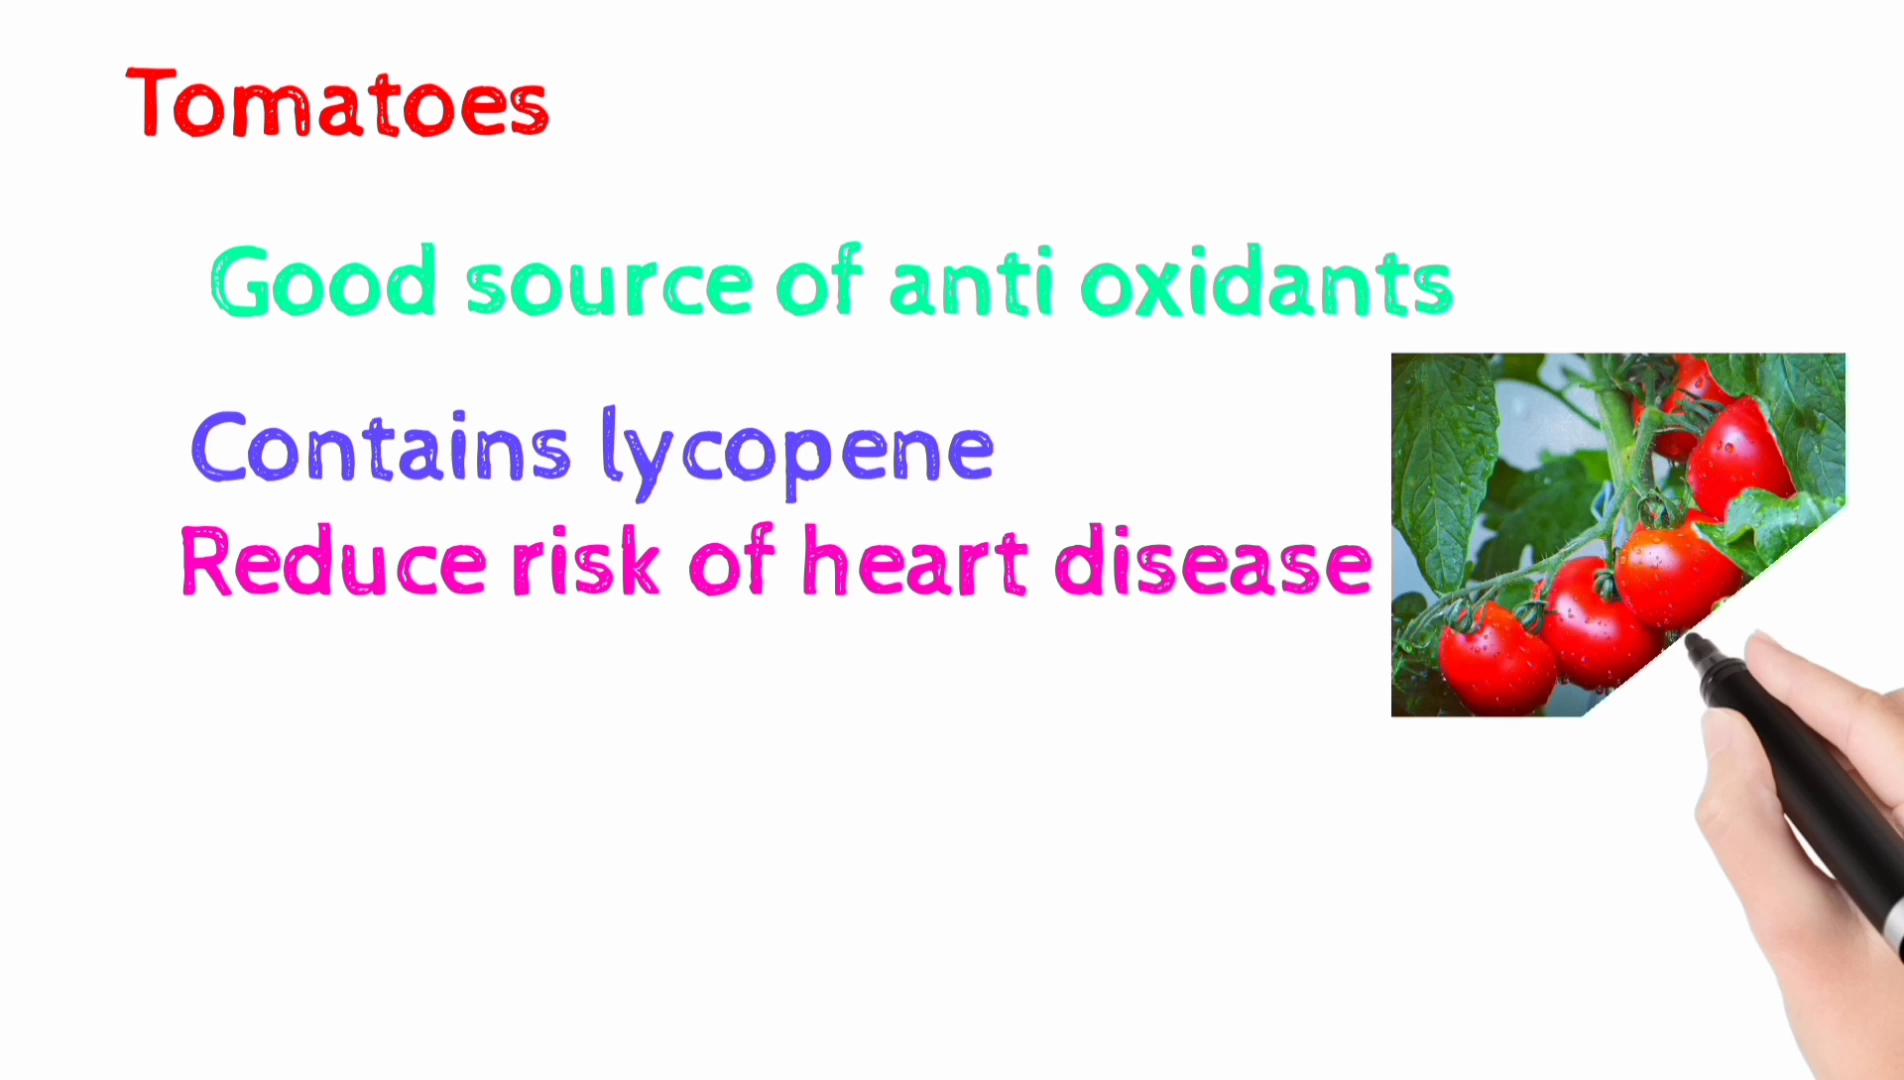 Tomatoes
Good source of anti oxidants
Contains lycopene
Reduce risk of heart disease